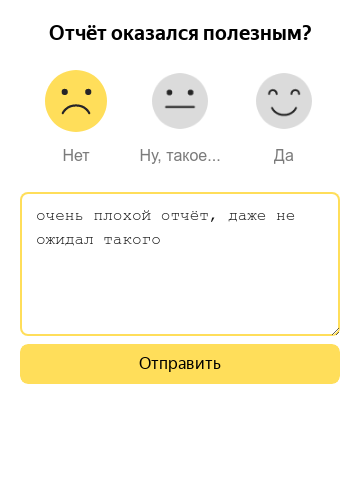 Отчёт оказался полезным?
Нет
Ну, такое...
Да
очень плохой отчёт, даже не
ожидал такого
Отправить